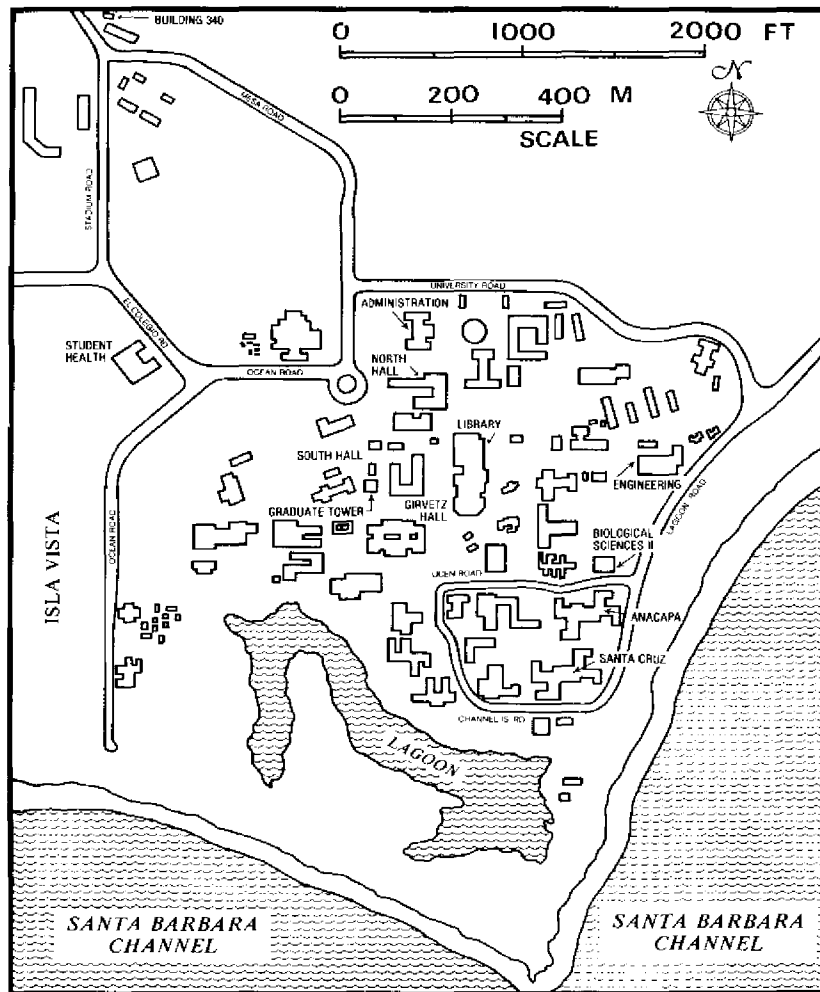 BUILDING 340
0 1000 2000 FT
0 200 400 M
SCALE
N
MESA ROAD
STADIUM ROAD
EL COLEGIO RD
UNIVERSITY ROAD
ADMINISTRATION
STUDENT
HEALTH
OCEAN ROAD
NORTH
HALL
LIBRARY
SOUTH HALL
GRADUATE TOWER
GIRVETZ
HALL
ENGINEERING
LAGOON ROAD
BIOLOGICAL
SCIENCES II
OCEAN ROAD
ISLA VISTA
UCEN ROAD
ANACAPA
SANTA CRUZ
CHANNEL IS RD
LAGOON
SANTA BARBARA
CHANNEL
SANTA BARBARA
CHANNEL